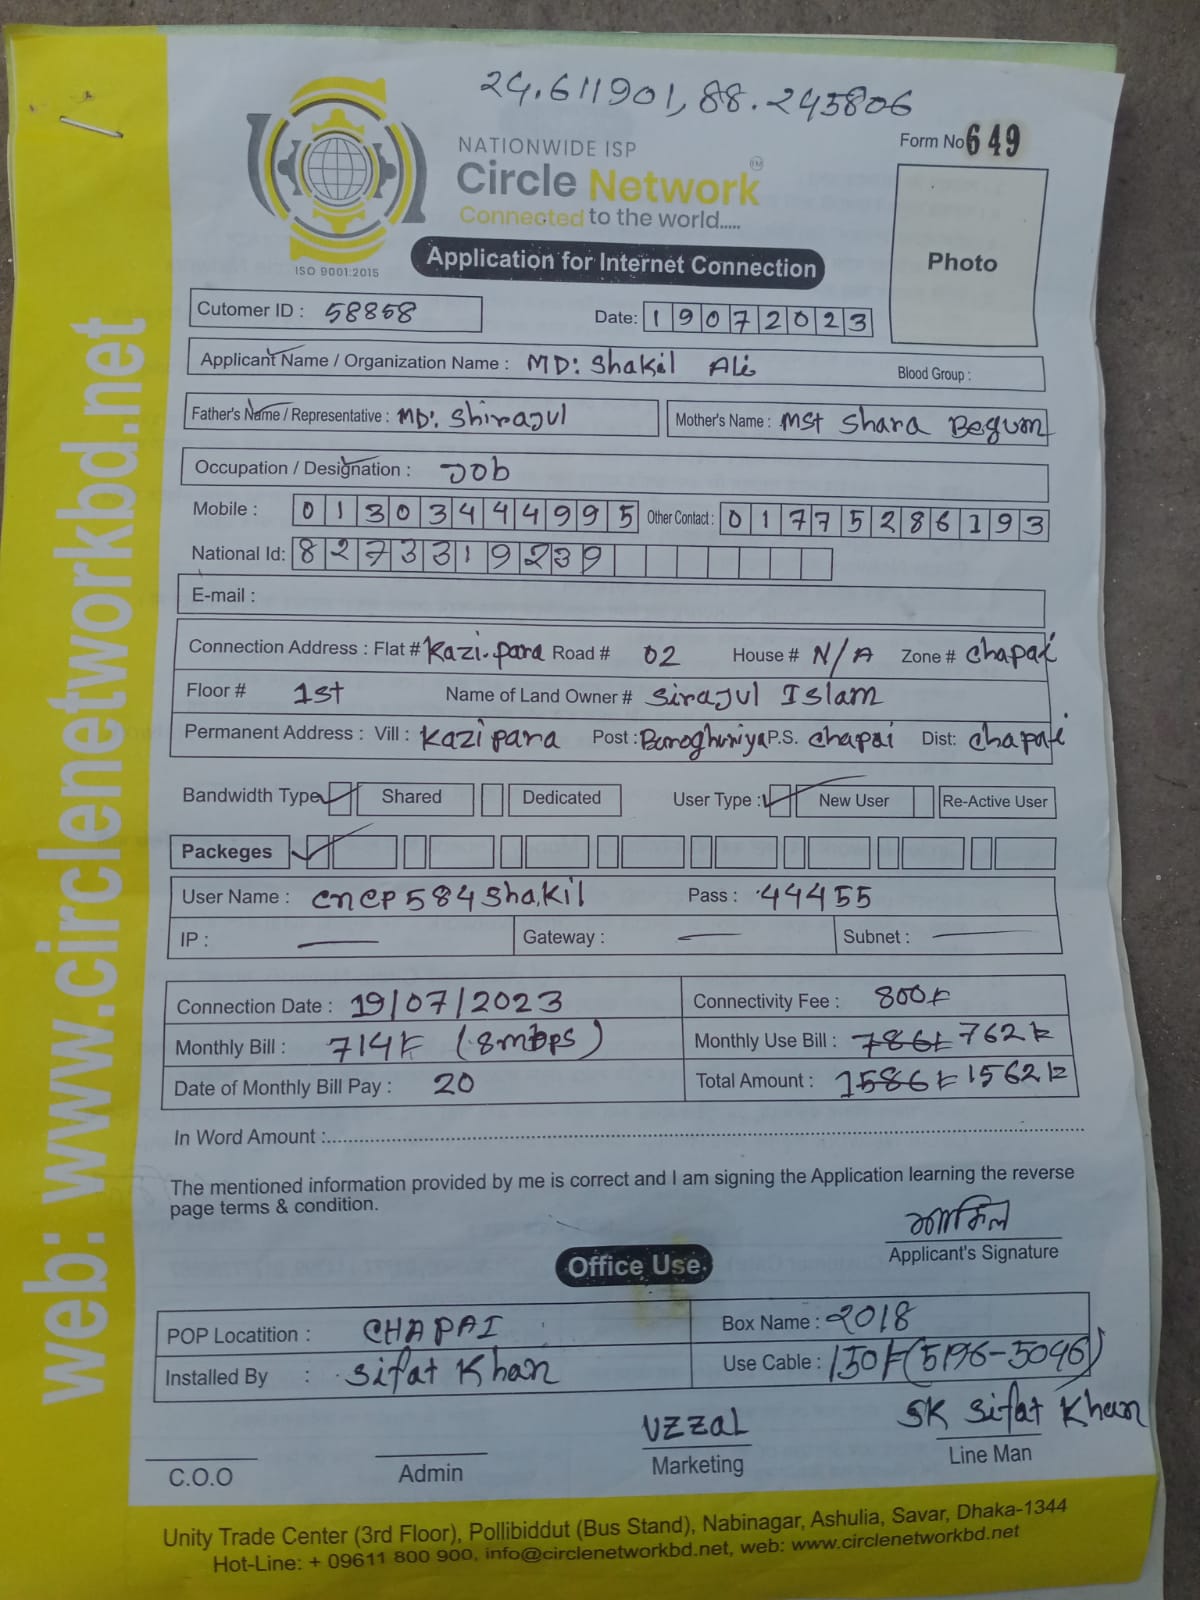 24.611901, 88.245806
Form No 649
NATIONWIDE ISP
Circle Network TM
Connected to the world.....
ISO 9001:2015
Application for Internet Connection
Photo
Cutomer ID : 58858
Date: 19072023
Applicant Name / Organization Name : MD: Shakil Ali
Blood Group :
Father's Name / Representative : MD: Shirajul
Mother's Name : MST Shara Begum
Occupation / Designation : Job
Mobile : 01303444995 Other Contact : 01775286193
National Id: 8273319239
E-mail :
Connection Address : Flat # Kazi-para Road # 02 House # N/A Zone # Chapai
Floor # 1st Name of Land Owner # Sirajul Islam
Permanent Address : Vill : Kazipara Post : Baroghuriya P.S. Chapai Dist: Chapai
Bandwidth Type Shared Dedicated User Type : New User Re-Active User
Packeges
User Name : cncp584shakil Pass : 44455
IP : — Gateway : — Subnet : —
Connection Date : 19/07/2023 Connectivity Fee : 800/=
Monthly Bill : 714/= (8mbps) Monthly Use Bill : 786/= 762/=
Date of Monthly Bill Pay : 20 Total Amount : 1586/= 1562/=
In Word Amount :
The mentioned information provided by me is correct and I am signing the Application learning the reverse
page terms & condition.
শাকিল
Applicant's Signature
Office Use.
POP Locatition : CHAPAI Box Name : 2018
Installed By : Sifat Khan Use Cable : 150/=(5196-5046)
UZZAL SK Sifat Khan
C.O.O Admin Marketing Line Man
Unity Trade Center (3rd Floor), Pollibiddut (Bus Stand), Nabinagar, Ashulia, Savar, Dhaka-1344
Hot-Line: + 09611 800 900, info@circlenetworkbd.net, web: www.circlenetworkbd.net
web: www.circlenetworkbd.net